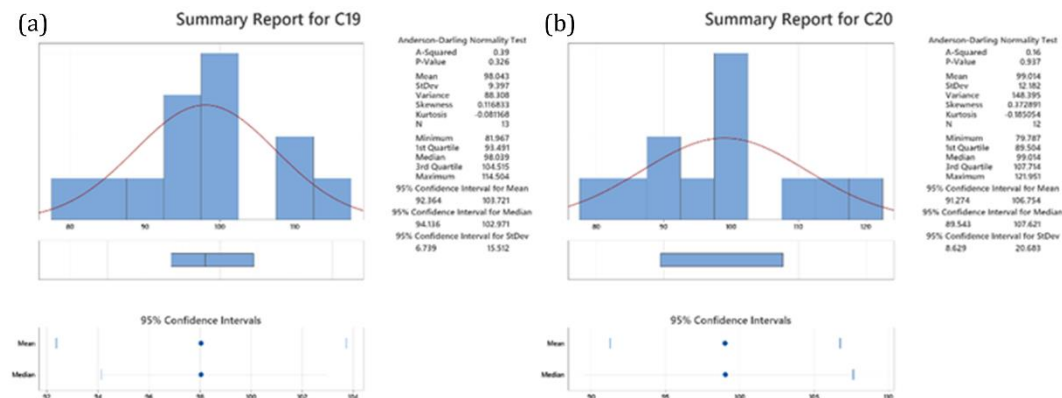 (a)
Summary Report for C19
Anderson-Darling Normality Test
A-Squared 0.39
P-Value 0.326
Mean 98.043
StDev 9.397
Variance 88.308
Skewness 0.116833
Kurtosis -0.081168
N 13
Minimum 81.967
1st Quartile 93.491
Median 98.039
3rd Quartile 104.515
Maximum 114.504
95% Confidence Interval for Mean
92.364 103.721
95% Confidence Interval for Median
94.136 102.971
95% Confidence Interval for StDev
6.739 15.512
80 90 100 110
95% Confidence Intervals
Mean
Median
92 94 96 98 100 102 104
(b)
Summary Report for C20
Anderson-Darling Normality Test
A-Squared 0.16
P-Value 0.937
Mean 99.014
StDev 12.182
Variance 148.395
Skewness 0.372891
Kurtosis -0.185054
N 12
Minimum 79.787
1st Quartile 89.504
Median 99.014
3rd Quartile 107.714
Maximum 121.951
95% Confidence Interval for Mean
91.274 106.754
95% Confidence Interval for Median
89.543 107.621
95% Confidence Interval for StDev
8.629 20.683
80 90 100 110 120
95% Confidence Intervals
Mean
Median
90 95 100 105 110